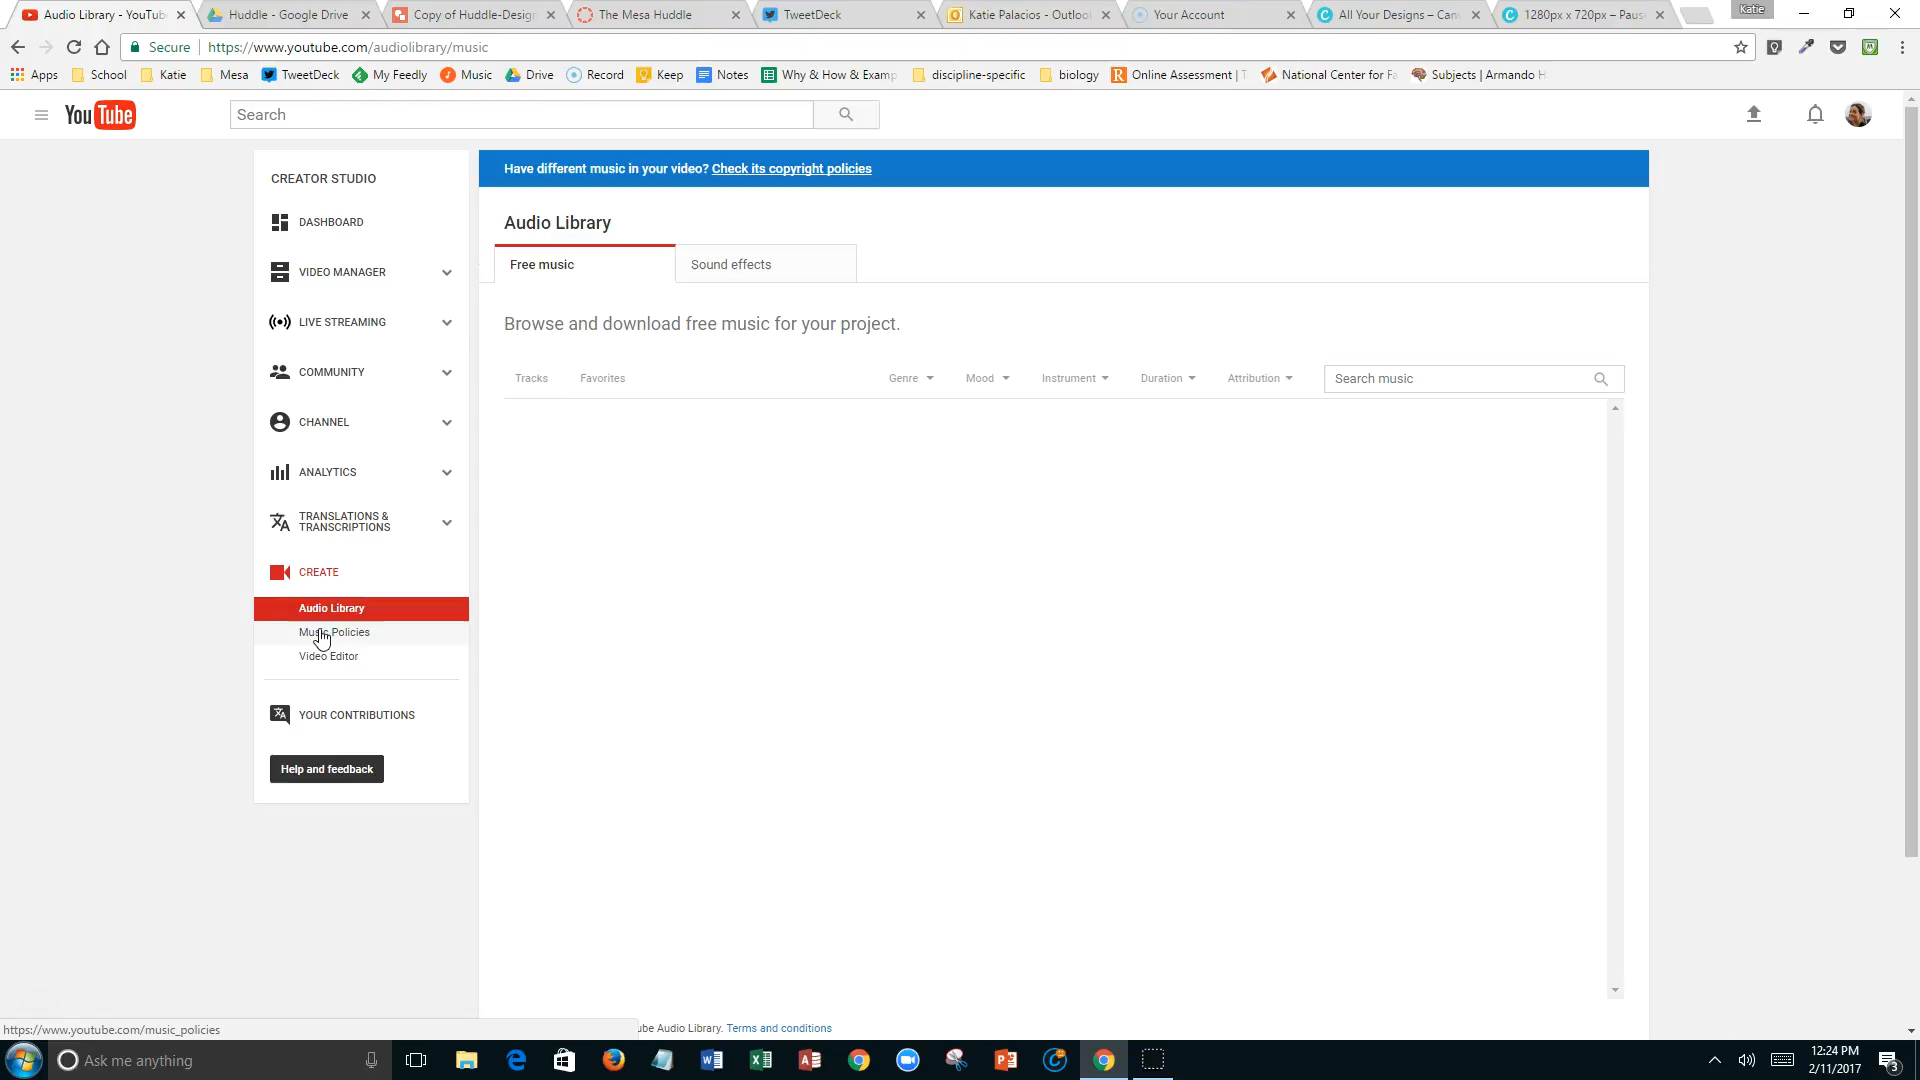 Audio Library - YouTub
Huddle - Google Drive
Copy of Huddle-Design
The Mesa Huddle
TweetDeck
Katie Palacios - Outloo
Your Account
All Your Designs – Can
1280px x 720px – Paus
Katie
Secure
https://www.youtube.com/audiolibrary/music
Apps
School
Katie
Mesa
TweetDeck
My Feedly
Music
Drive
Record
Keep
Notes
Why & How & Examp
discipline-specific
biology
Online Assessment | T
National Center for Fa
Subjects | Armando H
YouTube
Search
CREATOR STUDIO
DASHBOARD
VIDEO MANAGER
LIVE STREAMING
COMMUNITY
CHANNEL
ANALYTICS
TRANSLATIONS &
TRANSCRIPTIONS
CREATE
Audio Library
Music Policies
Video Editor
YOUR CONTRIBUTIONS
Help and feedback
Have different music in your video? Check its copyright policies
Audio Library
Free music
Sound effects
Browse and download free music for your project.
Tracks
Favorites
Genre
Mood
Instrument
Duration
Attribution
Search music
https://www.youtube.com/music_policies
ube Audio Library. Terms and conditions
Ask me anything
12:24 PM
2/11/2017
3